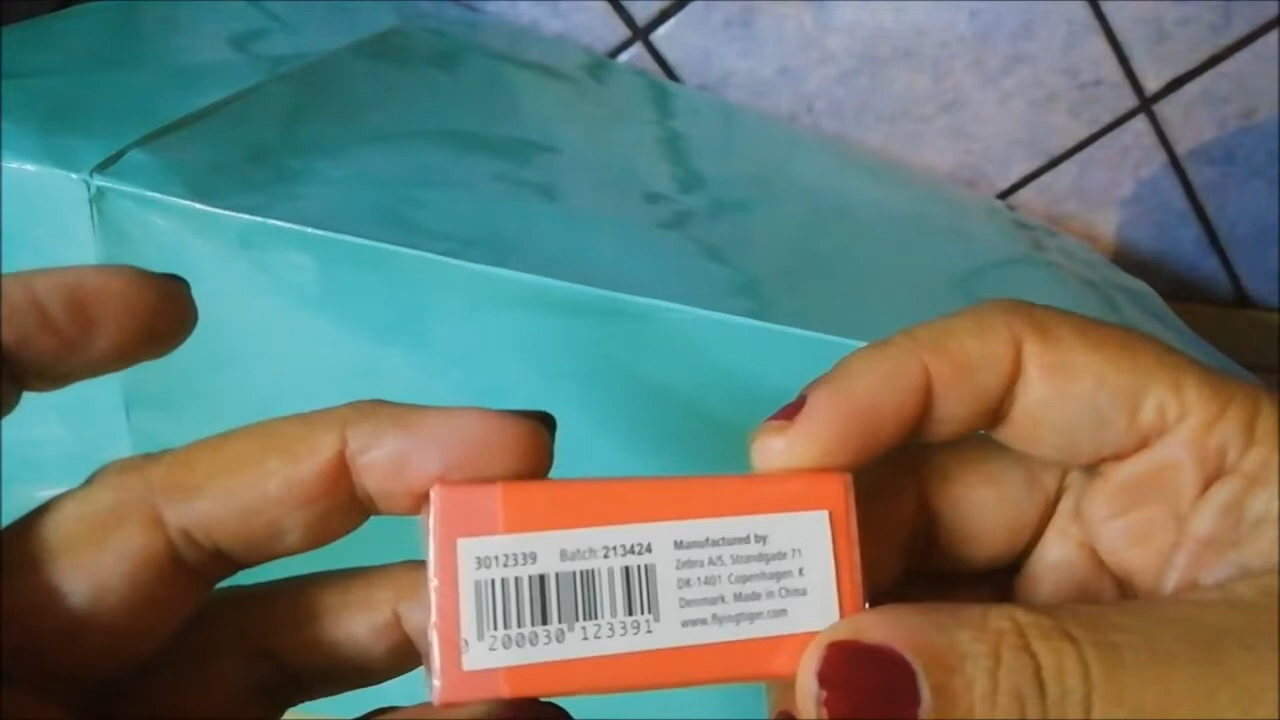 3012339 Batch: 213424
0 200030 123391
Manufactured by:
Zebra A/S, Strandgade 71
DK-1401 Copenhagen K
Denmark. Made in China
www.flyingtiger.com